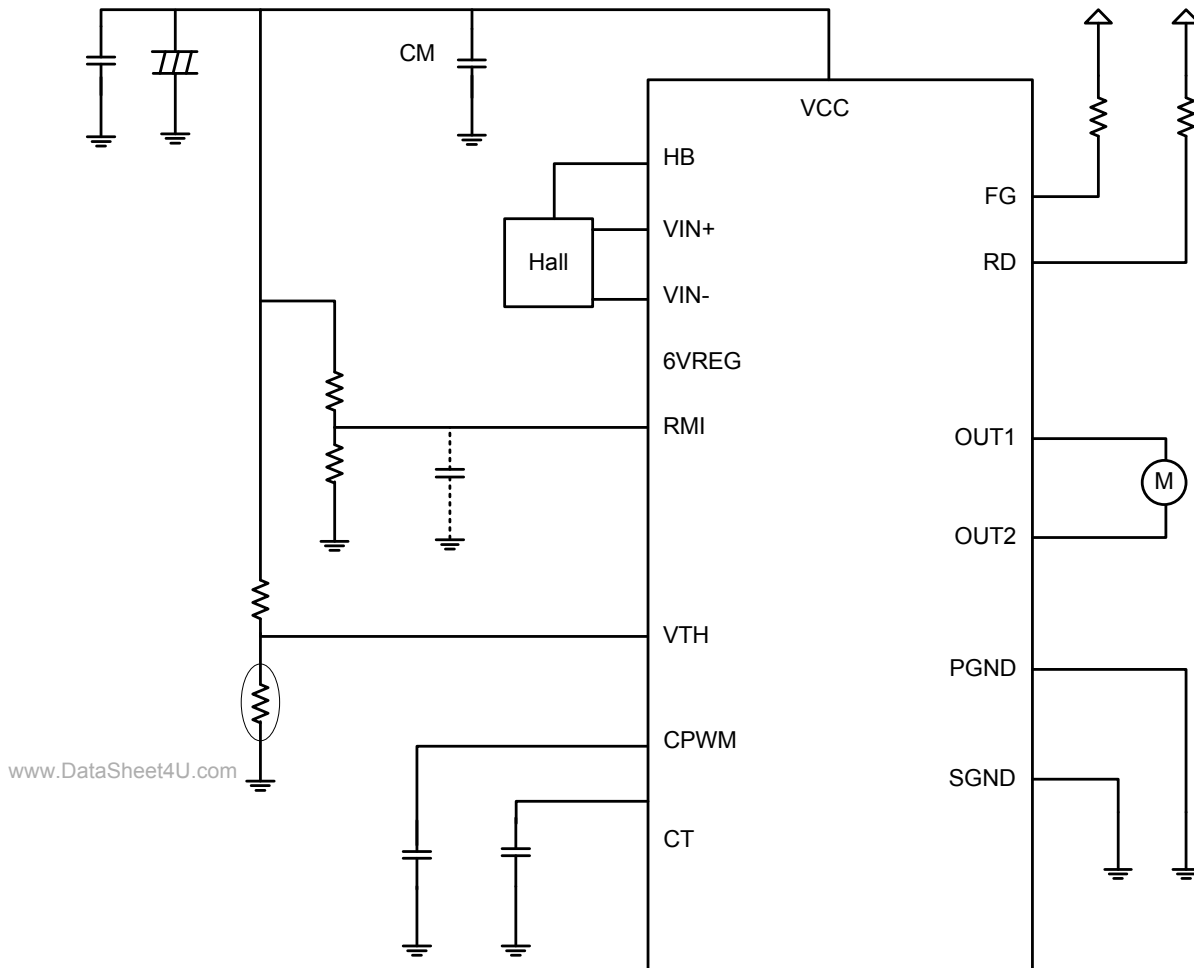 CM
VCC
HB
FG
VIN+
Hall
RD
VIN-
6VREG
RMI
OUT1
M
OUT2
VTH
PGND
CPWM
www.DataSheet4U.com
SGND
CT